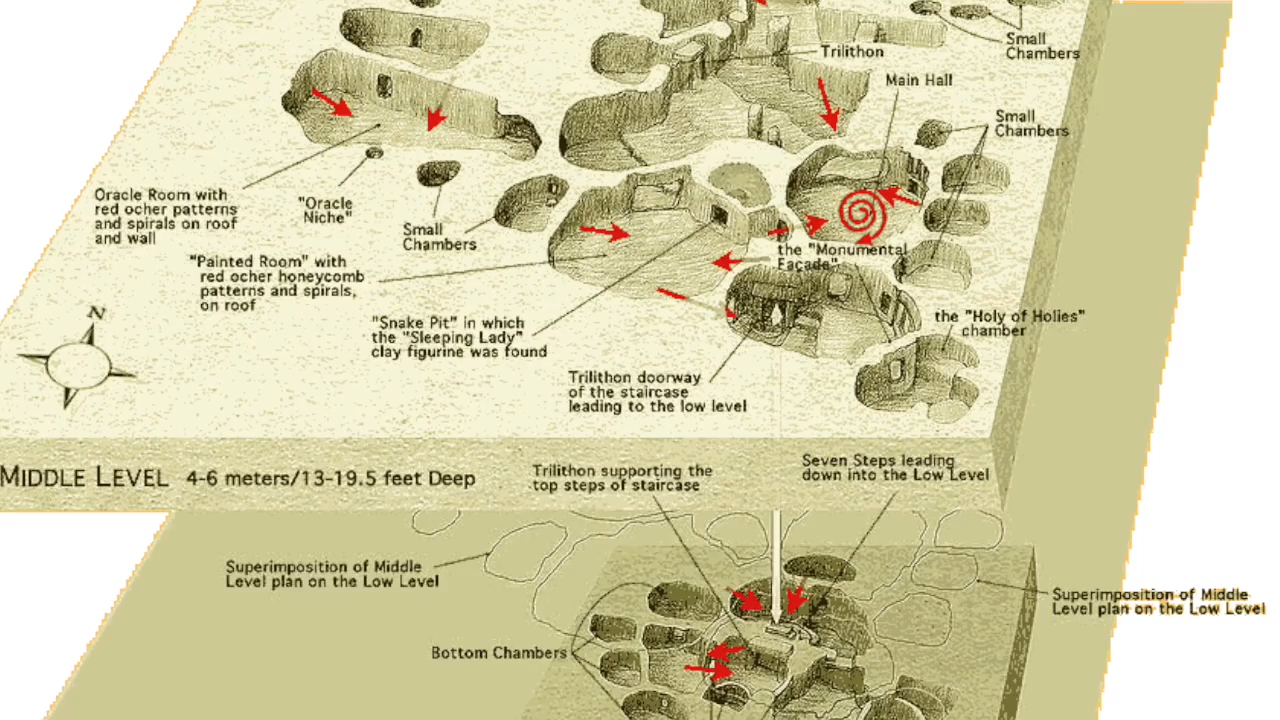 Trilithon
Small
Chambers
Main Hall
Small
Chambers
Oracle Room with
red ocher patterns
and spirals on roof
and wall
"Oracle
Niche"
Small
Chambers
"Painted Room" with
red ocher honeycomb
patterns and spirals,
on roof
the "Monumental
Façade"
"Snake Pit" in which
the "Sleeping Lady"
clay figurine was found
the "Holy of Holies"
chamber
N
Trilithon doorway
of the staircase
leading to the low level
MIDDLE LEVEL 4-6 meters/13-19.5 feet Deep
Trilithon supporting the
top steps of staircase
Seven Steps leading
down into the Low Level
Superimposition of Middle
Level plan on the Low Level
Superimposition of Middle
Level plan on the Low Level
Bottom Chambers